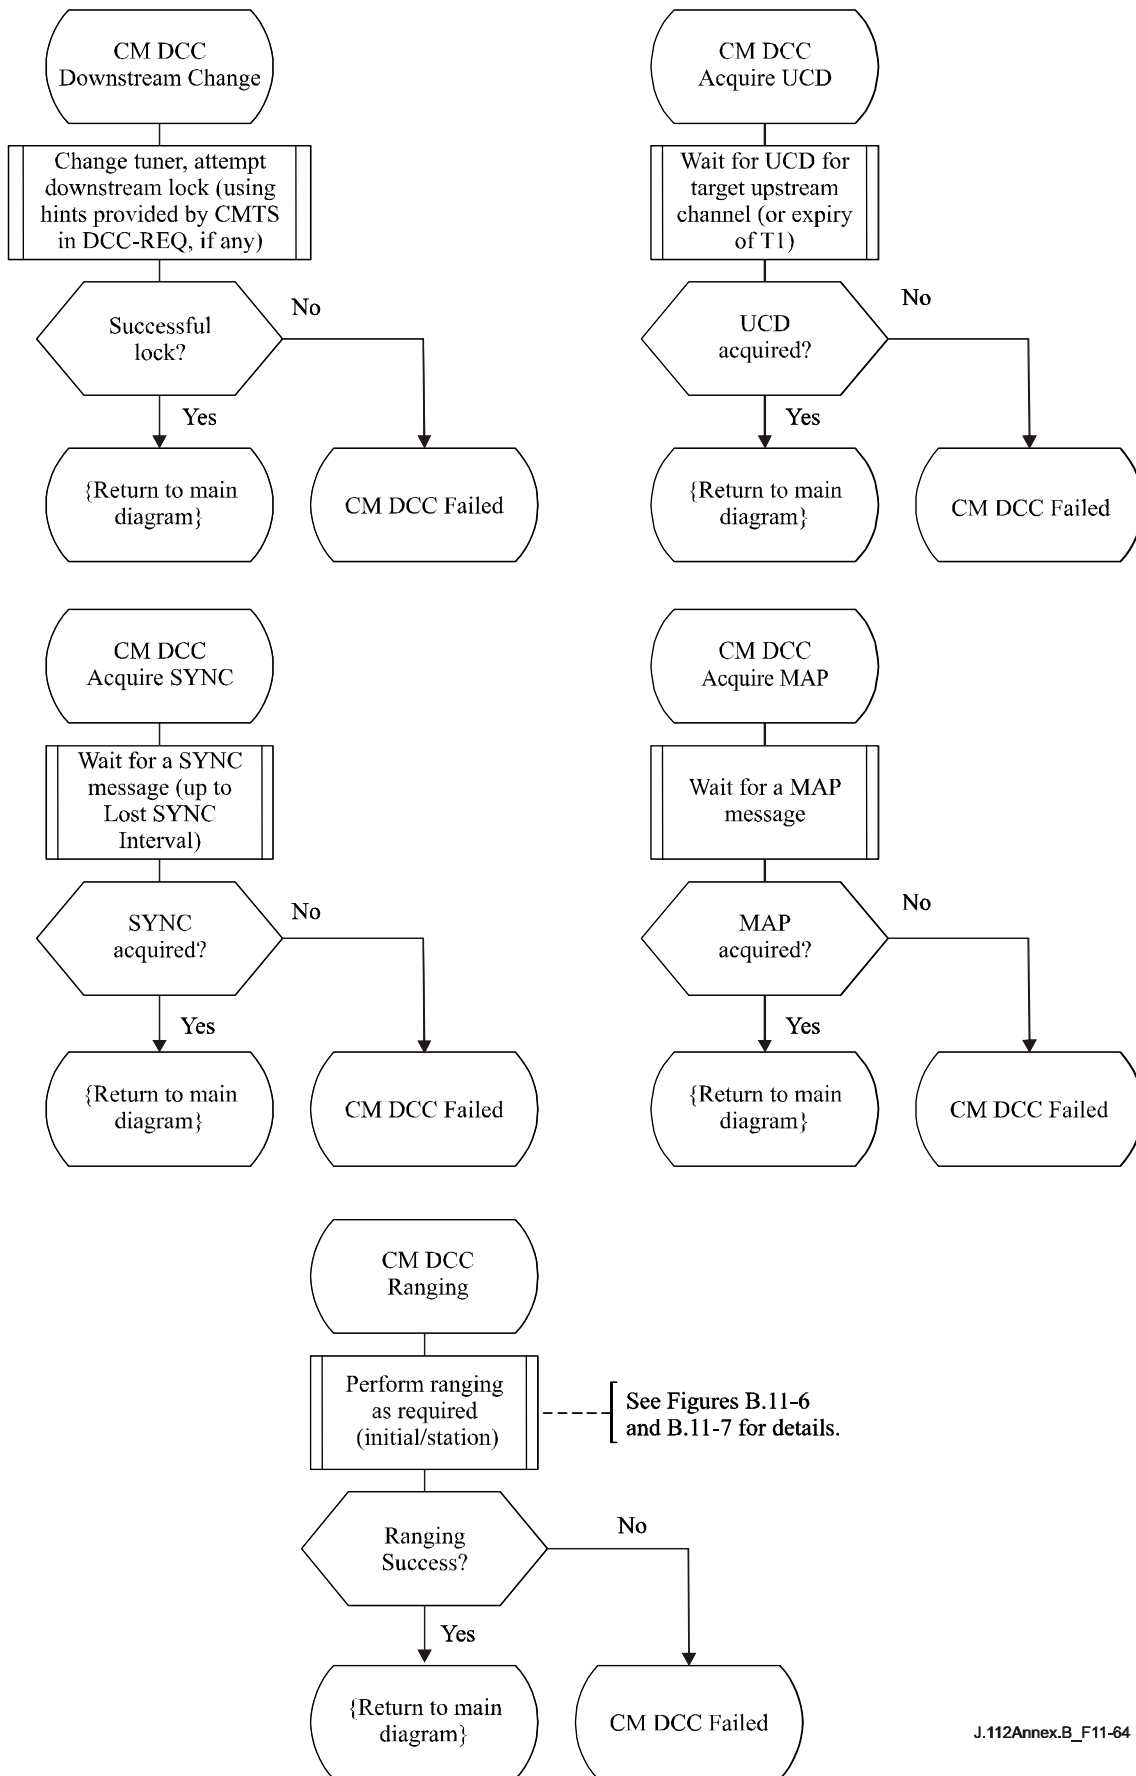 CM DCC
Downstream Change
Change tuner, attempt
downstream lock (using
hints provided by CMTS
in DCC-REQ, if any)
Successful
lock?
No
Yes
{Return to main
diagram}
CM DCC Failed
CM DCC
Acquire UCD
Wait for UCD for
target upstream
channel (or expiry
of T1)
UCD
acquired?
No
Yes
{Return to main
diagram}
CM DCC Failed
CM DCC
Acquire SYNC
Wait for a SYNC
message (up to
Lost SYNC
Interval)
SYNC
acquired?
No
Yes
{Return to main
diagram}
CM DCC Failed
CM DCC
Acquire MAP
Wait for a MAP
message
MAP
acquired?
No
Yes
{Return to main
diagram}
CM DCC Failed
CM DCC
Ranging
Perform ranging
as required
(initial/station)
See Figures B.11-6
and B.11-7 for details.
Ranging
Success?
No
Yes
{Return to main
diagram}
CM DCC Failed
J.112Annex.B_F11-64